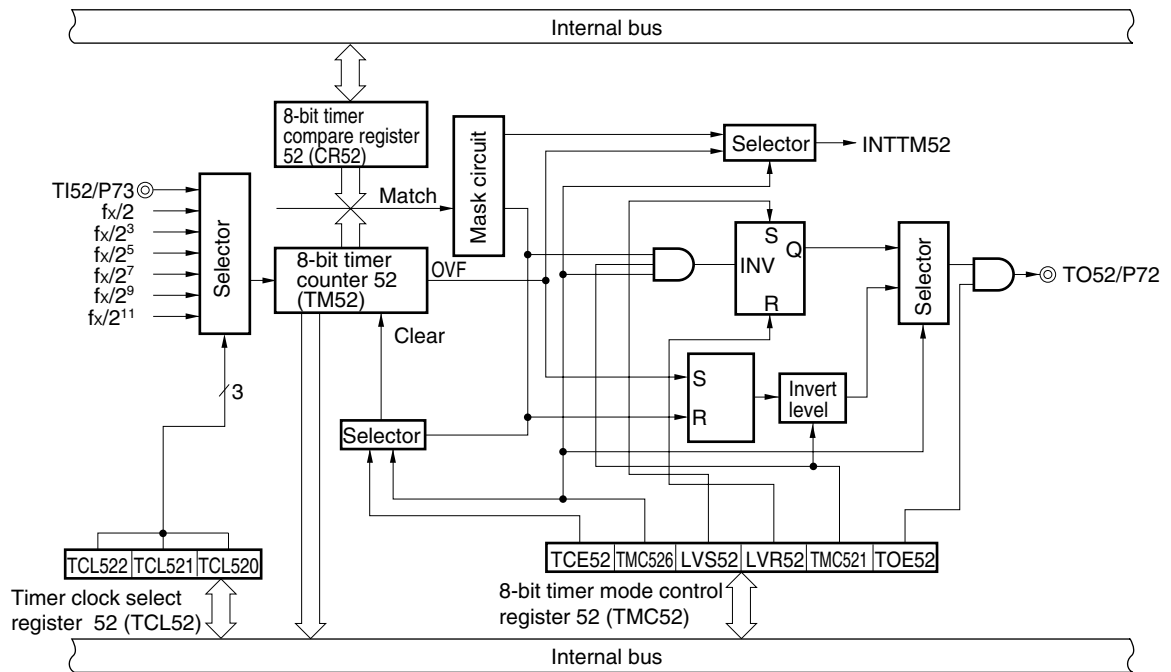 Internal bus
8-bit timer
compare register
52 (CR52)
Mask circuit
Selector
INTTM52
TI52/P73
fx/2
fx/2³
fx/2⁵
fx/2⁷
fx/2⁹
fx/2¹¹
Selector
Match
8-bit timer
counter 52
(TM52)
OVF
Clear
S
INV
Q
R
Selector
TO52/P72
3
S
R
Invert
level
Selector
TCL522 TCL521 TCL520
Timer clock select
register 52 (TCL52)
TCE52 TMC526 LVS52 LVR52 TMC521 TOE52
8-bit timer mode control
register 52 (TMC52)
Internal bus